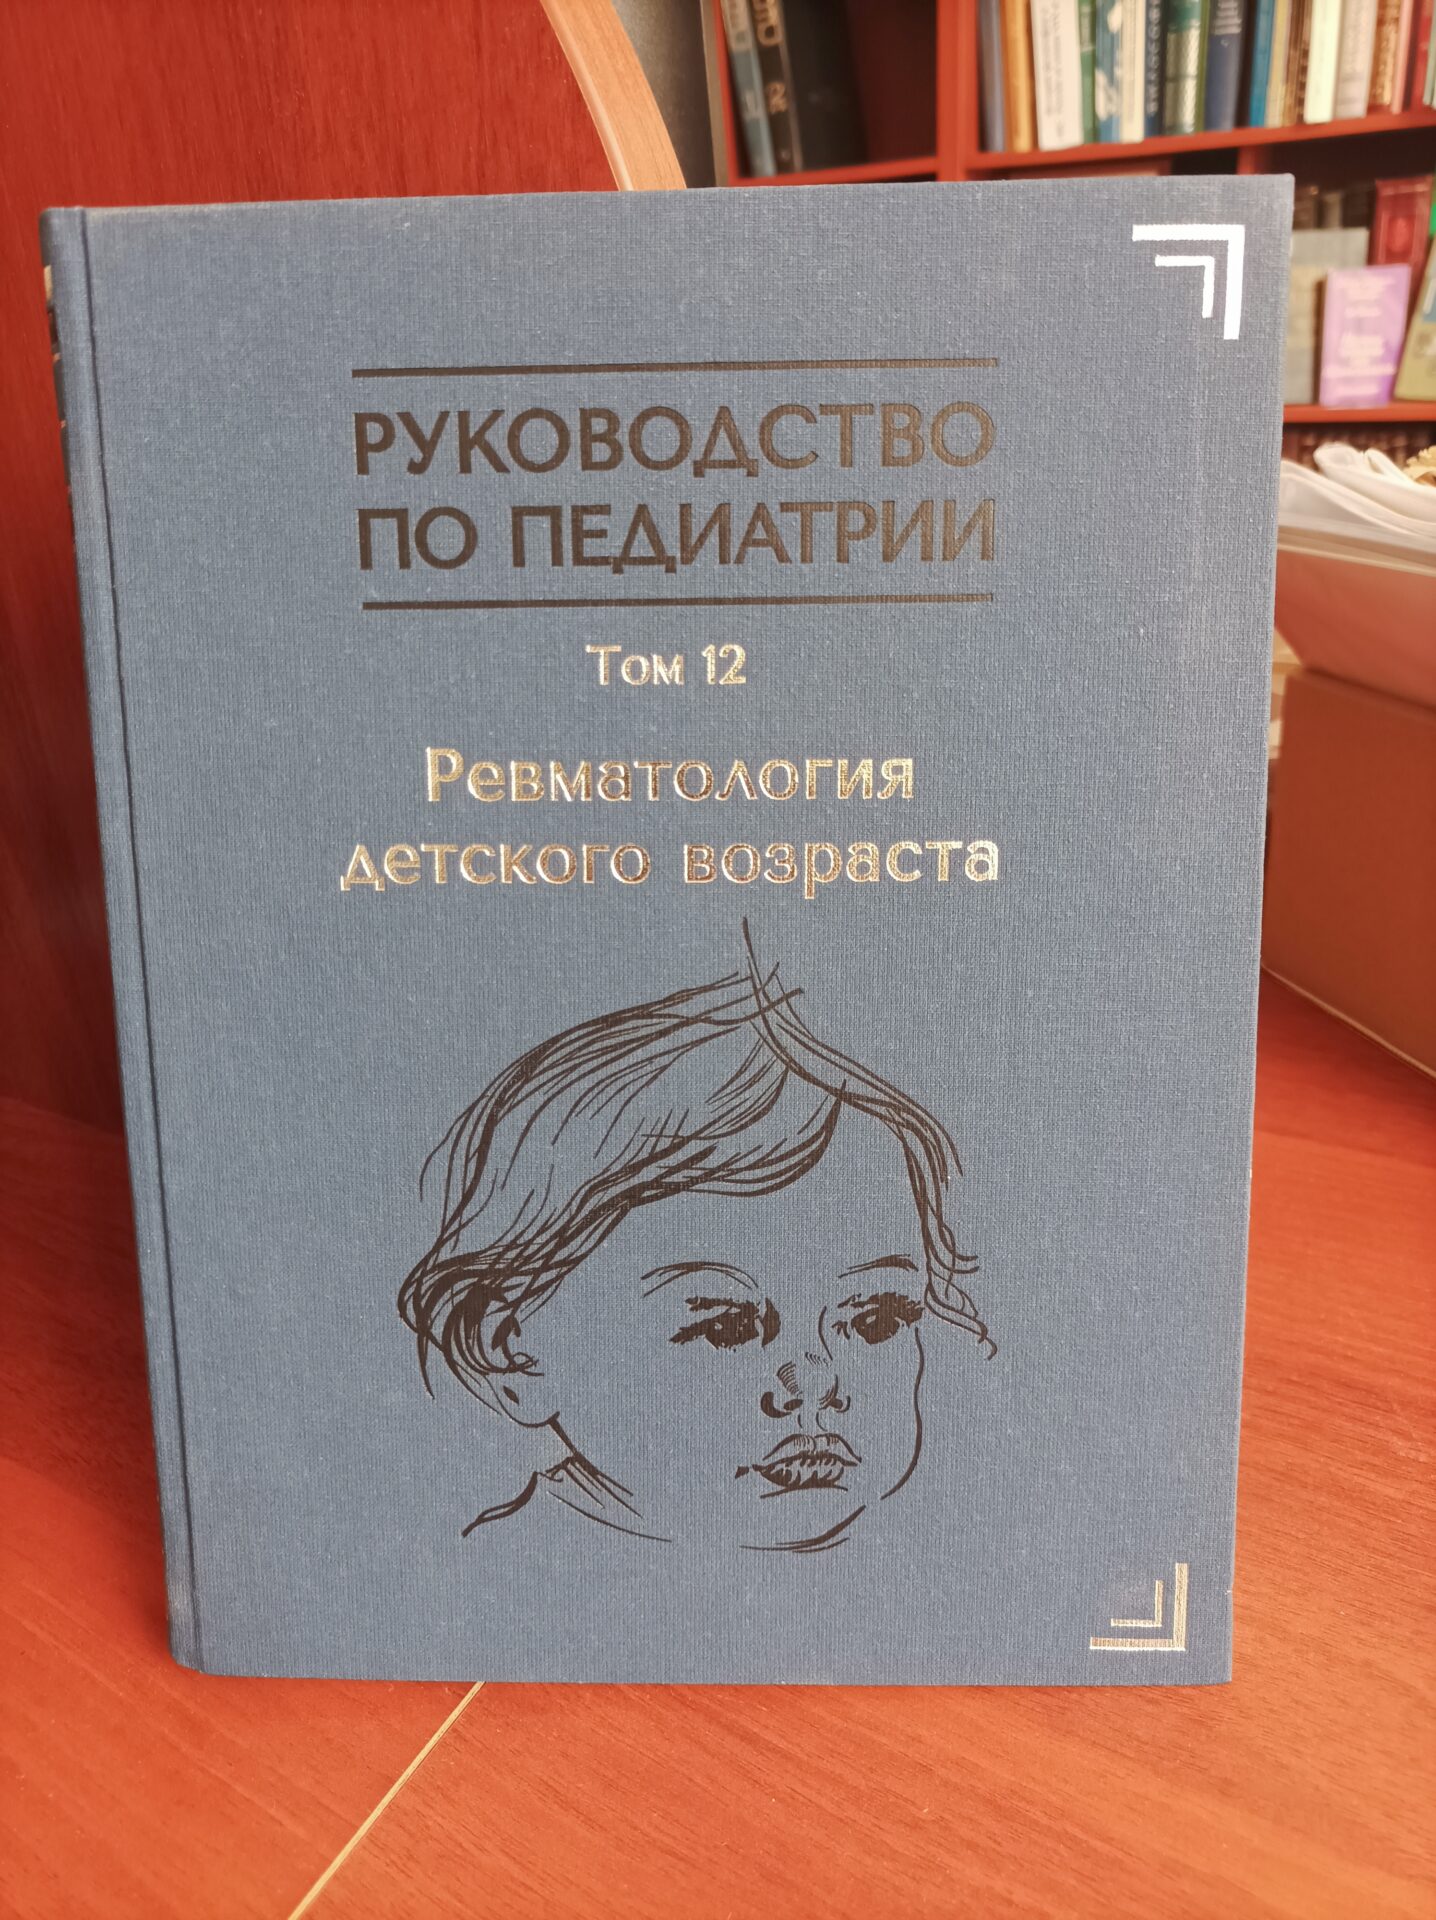 РУКОВОДСТВО
ПО ПЕДИАТРИИ
Том 12
Ревматология
детского возраста